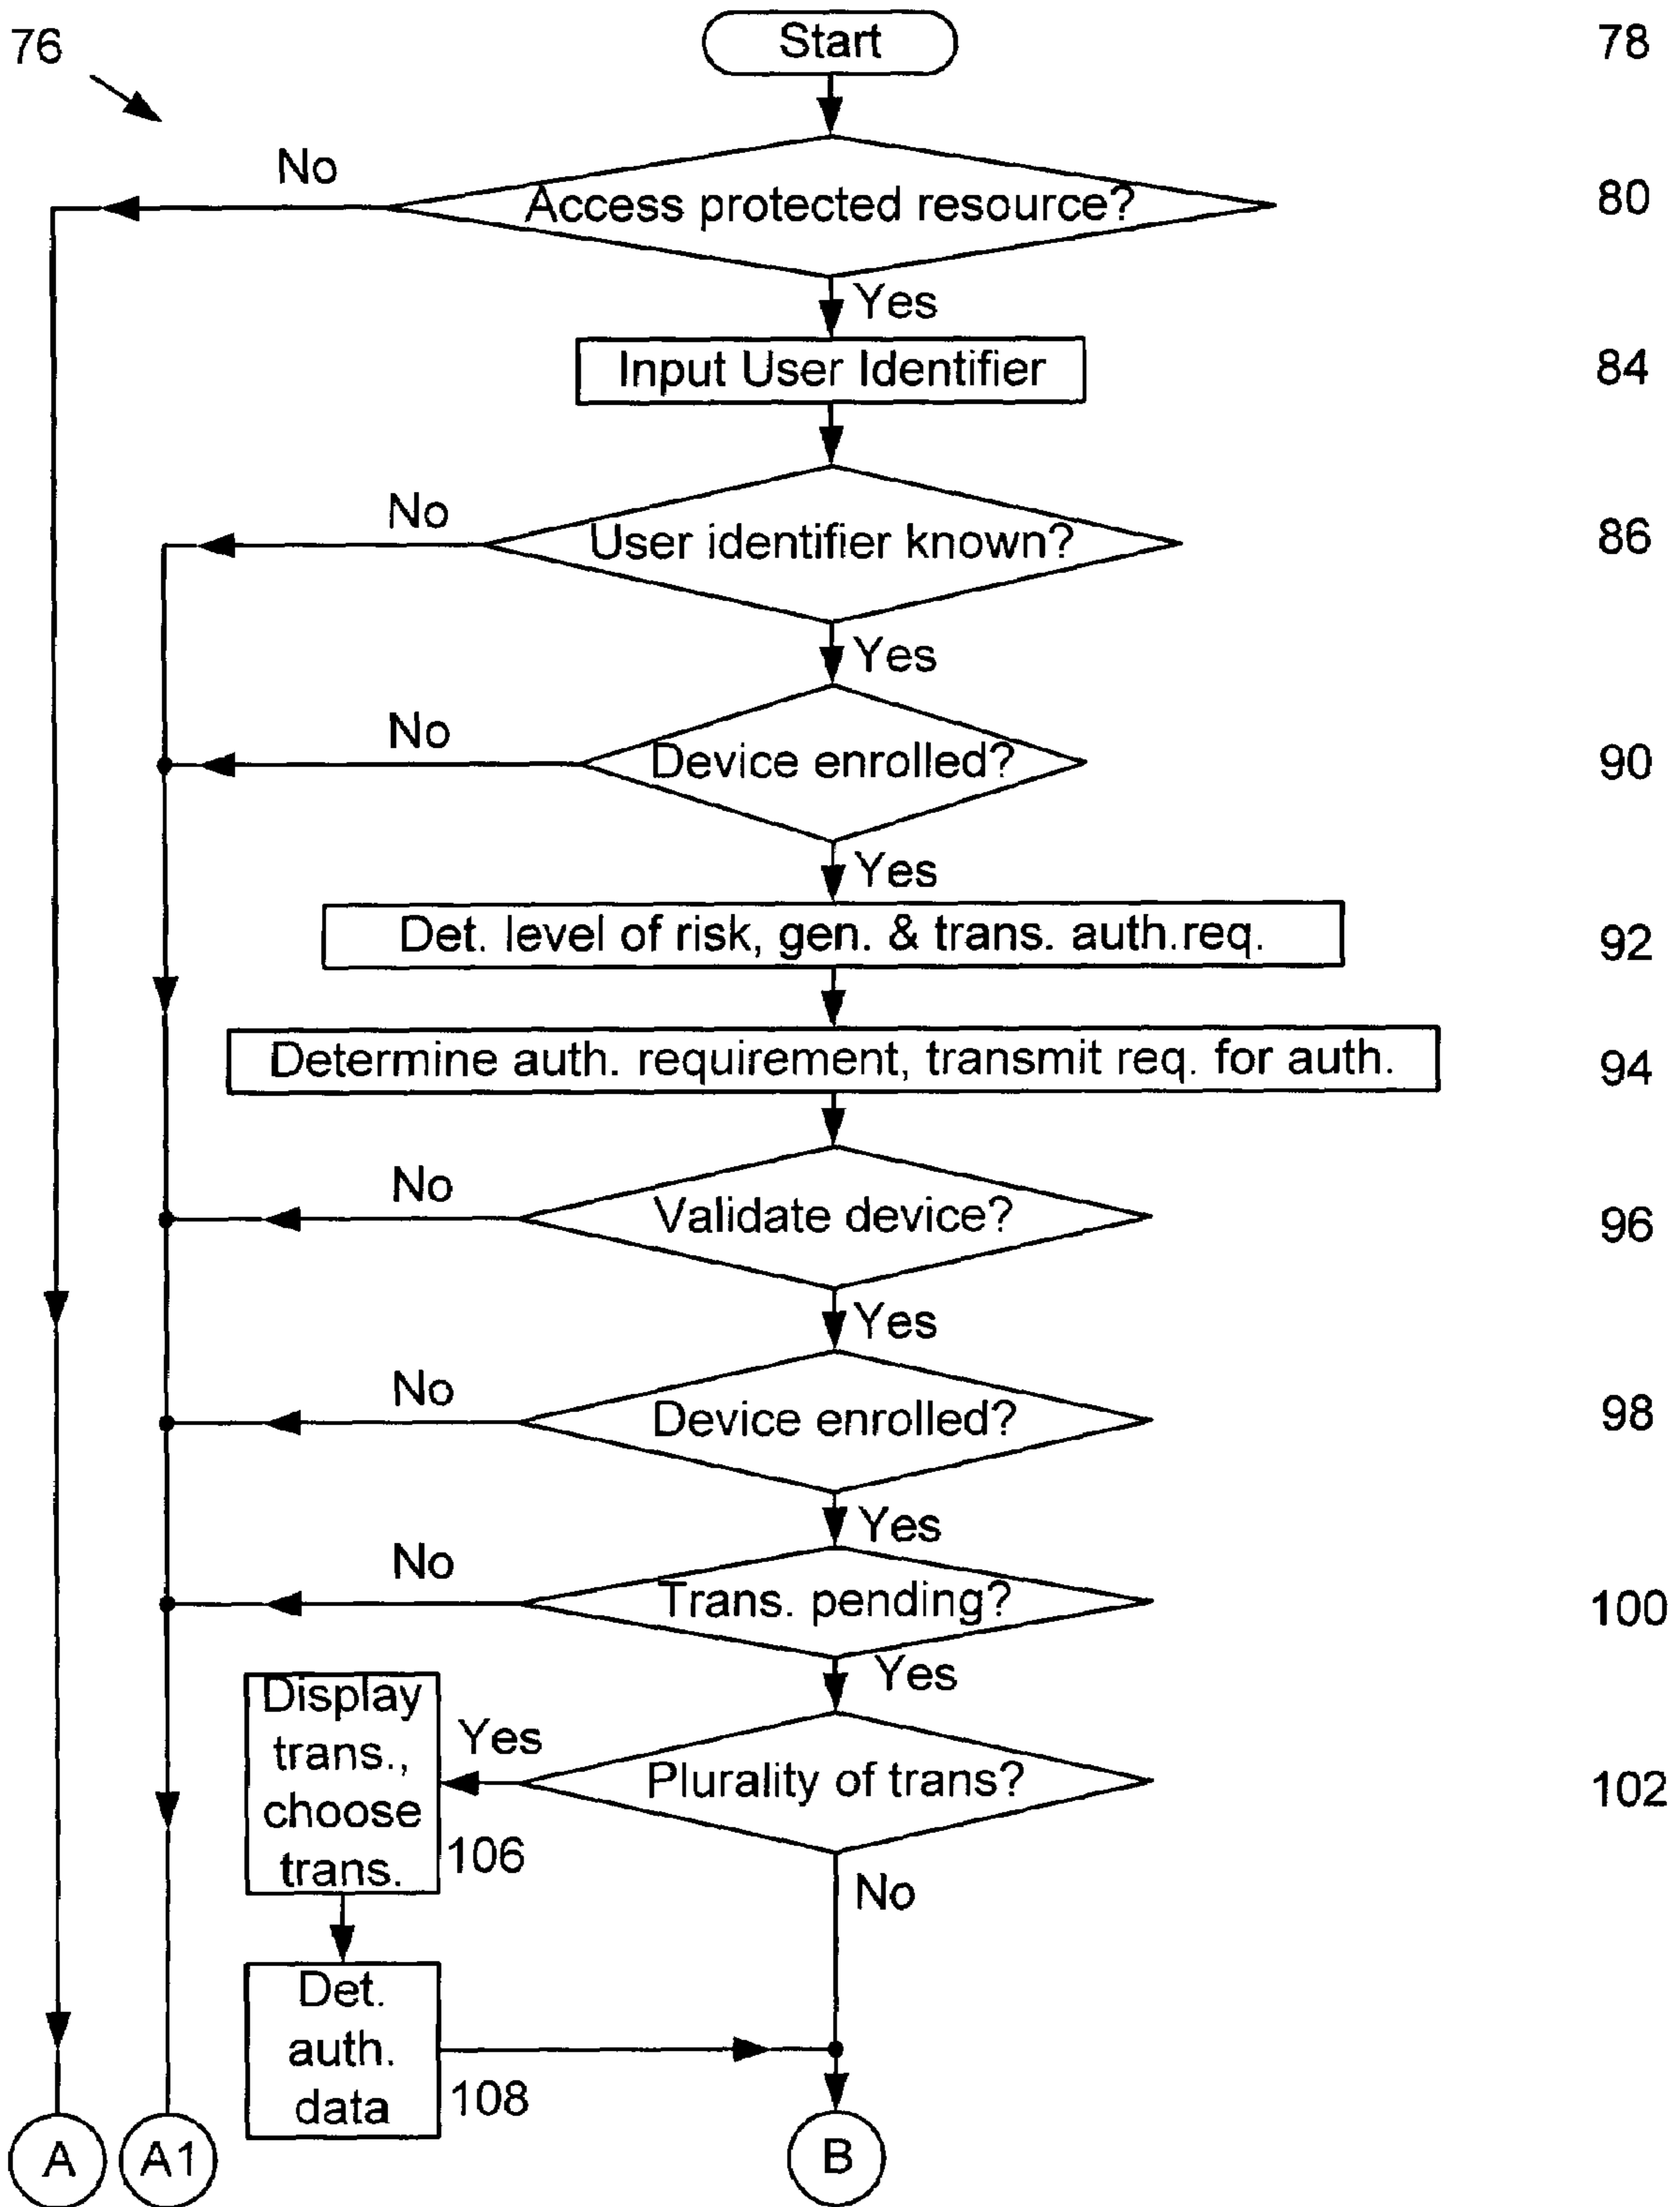 76
Start
78
No
Access protected resource?
80
Yes
Input User Identifier
84
No
User identifier known?
86
Yes
No
Device enrolled?
90
Yes
Det. level of risk, gen. & trans. auth.req.
92
Determine auth. requirement, transmit req. for auth.
94
No
Validate device?
96
Yes
No
Device enrolled?
98
Yes
No
Trans. pending?
100
Yes
Display
trans.,
choose
trans.
106
Yes
Plurality of trans?
102
No
Det.
auth.
data
108
A
A1
B